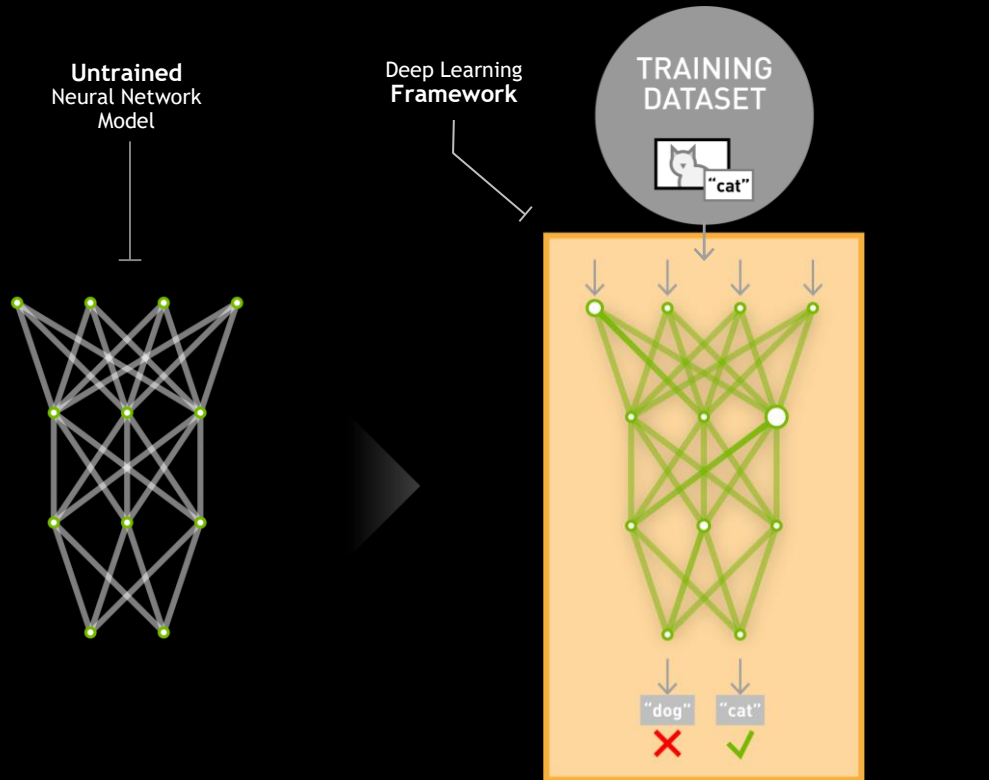 Untrained
Neural Network
Model
Deep Learning
Framework
TRAINING
DATASET
“cat”
“dog”
“cat”